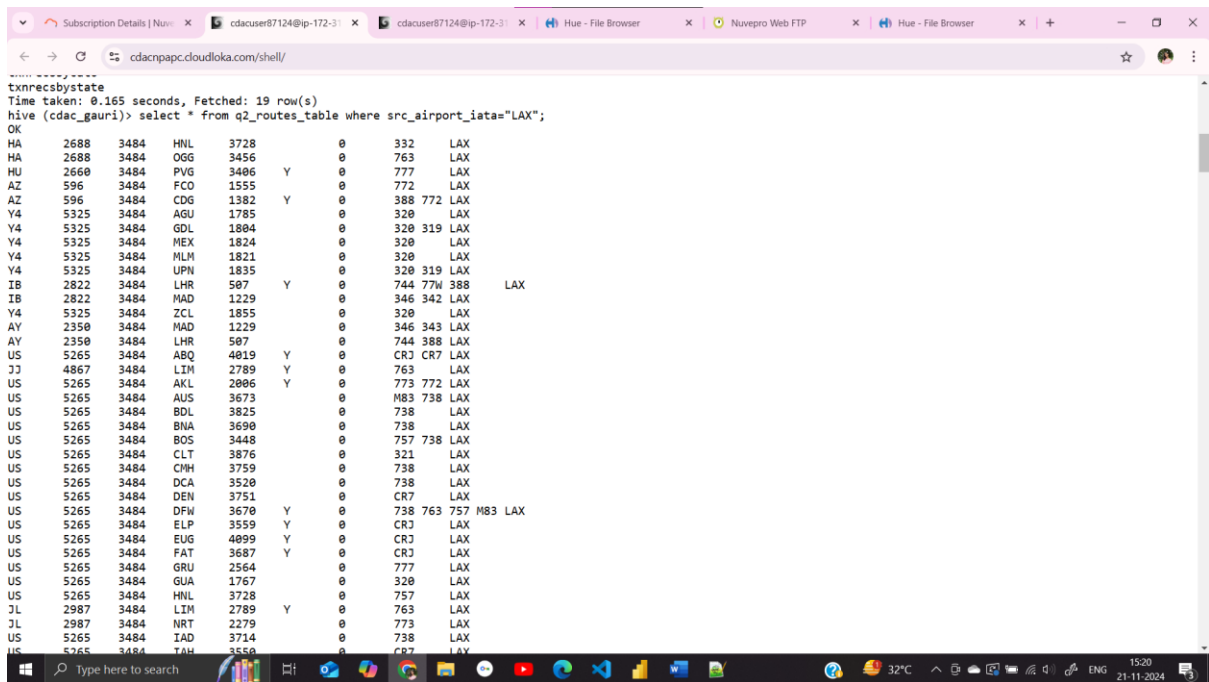 Subscription Details | Nuve
cdacuser87124@ip-172-31
cdacuser87124@ip-172-31
Hue - File Browser
Nuvepro Web FTP
Hue - File Browser
cdacnpapc.cloudloka.com/shell/
txnrecsbystate
txnrecsbystate
Time taken: 0.165 seconds, Fetched: 19 row(s)
hive (cdac_gauri)> select * from q2_routes_table where src_airport_iata="LAX";
OK
HA 2688 3484 HNL 3728 0 332 LAX
HA 2688 3484 OGG 3456 0 763 LAX
HU 2660 3484 PVG 3406 Y 0 777 LAX
AZ 596 3484 FCO 1555 0 772 LAX
AZ 596 3484 CDG 1382 Y 0 388 772 LAX
Y4 5325 3484 AGU 1785 0 320 LAX
Y4 5325 3484 GDL 1804 0 320 319 LAX
Y4 5325 3484 MEX 1824 0 320 LAX
Y4 5325 3484 MLM 1821 0 320 LAX
Y4 5325 3484 UPN 1835 0 320 319 LAX
IB 2822 3484 LHR 507 Y 0 744 77W 388 LAX
IB 2822 3484 MAD 1229 0 346 342 LAX
Y4 5325 3484 ZCL 1855 0 320 LAX
AY 2350 3484 MAD 1229 0 346 343 LAX
AY 2350 3484 LHR 507 0 744 388 LAX
US 5265 3484 ABQ 4019 Y 0 CRJ CR7 LAX
JJ 4867 3484 LIM 2789 Y 0 763 LAX
US 5265 3484 AKL 2006 Y 0 773 772 LAX
US 5265 3484 AUS 3673 0 M83 738 LAX
US 5265 3484 BDL 3825 0 738 LAX
US 5265 3484 BNA 3690 0 738 LAX
US 5265 3484 BOS 3448 0 757 738 LAX
US 5265 3484 CLT 3876 0 321 LAX
US 5265 3484 CMH 3759 0 738 LAX
US 5265 3484 DCA 3520 0 738 LAX
US 5265 3484 DEN 3751 0 CR7 LAX
US 5265 3484 DFW 3670 Y 0 738 763 757 M83 LAX
US 5265 3484 ELP 3559 Y 0 CRJ LAX
US 5265 3484 EUG 4099 Y 0 CRJ LAX
US 5265 3484 FAT 3687 Y 0 CRJ LAX
US 5265 3484 GRU 2564 0 777 LAX
US 5265 3484 GUA 1767 0 320 LAX
US 5265 3484 HNL 3728 0 757 LAX
JL 2987 3484 LIM 2789 Y 0 763 LAX
JL 2987 3484 NRT 2279 0 773 LAX
US 5265 3484 IAD 3714 0 738 LAX
US 5265 3484 IAH 3550 0 CR7 LAX
Type here to search
32°C
ENG
15:20
21-11-2024
3